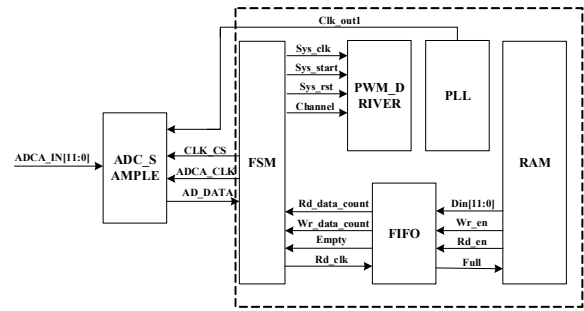 Clk_out1
Sys_clk
Sys_start
Sys_rst
Channel
PWM_D
RIVER
PLL
RAM
FSM
ADCA_IN[11:0]
ADC_S
AMPLE
CLK_CS
ADCA_CLK
AD_DATA
Rd_data_count
Wr_data_count
Empty
Rd_clk
FIFO
Din[11:0]
Wr_en
Rd_en
Full